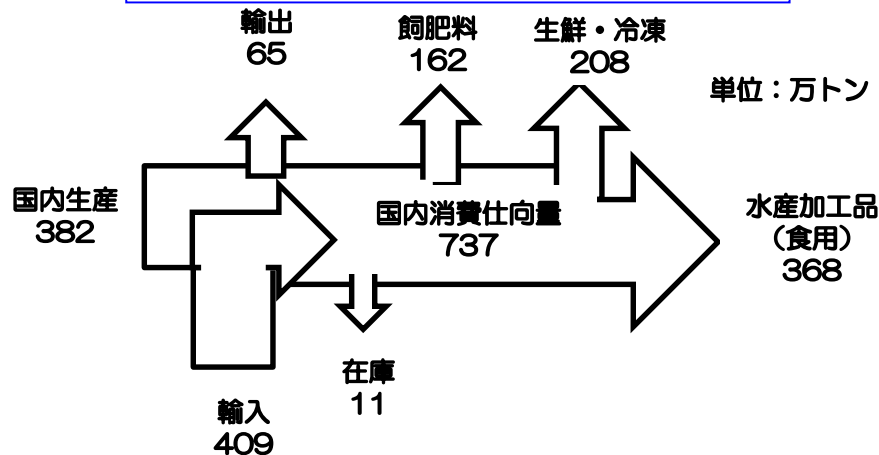 輸出
65
飼肥料
162
生鮮・冷凍
208
単位：万トン
国内生産
382
国内消費仕向量
737
水産加工品
（食用）
368
在庫
11
輸入
409